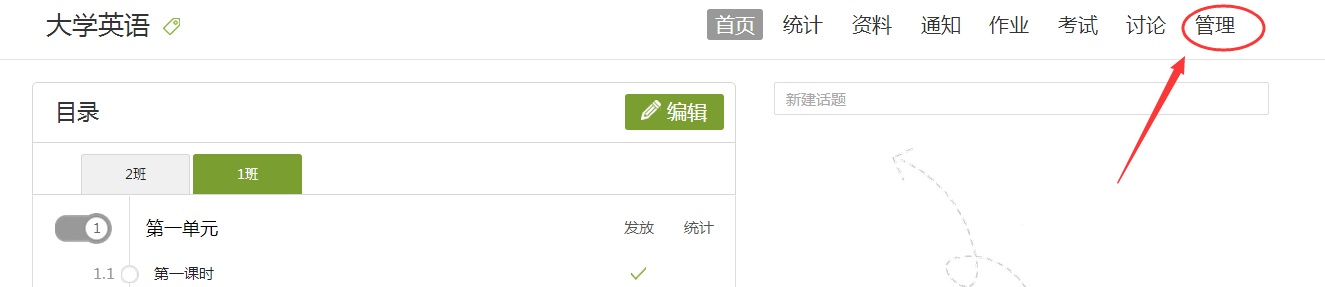 大学英语
首页 统计 资料 通知 作业 考试 讨论 管理
目录
编辑
新建话题
2班 1班
1 第一单元 发放 统计
1.1 第一课时